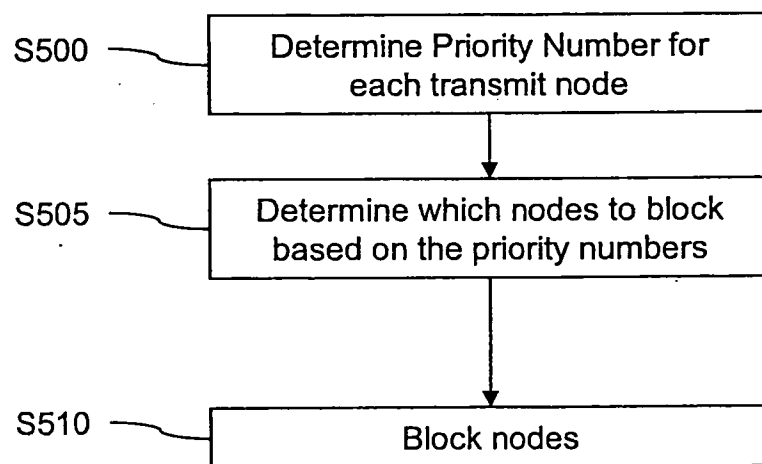 S500
Determine Priority Number for
each transmit node
S505
Determine which nodes to block
based on the priority numbers
S510
Block nodes